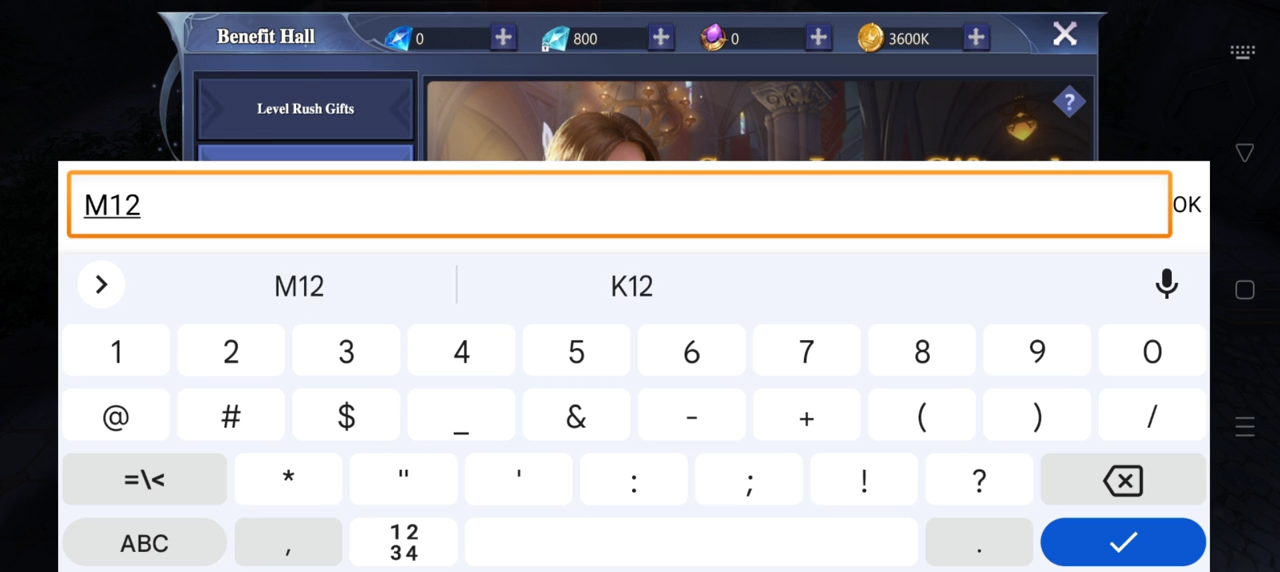 Benefit Hall 0 + 800 + 0 + 3600K + X
Level Rush Gifts ?
M12 OK
> M12 K12
1 2 3 4 5 6 7 8 9 0
@ # $ _ & - + ( ) /
=\< * " ' : ; ! ?
ABC , 12 .
34